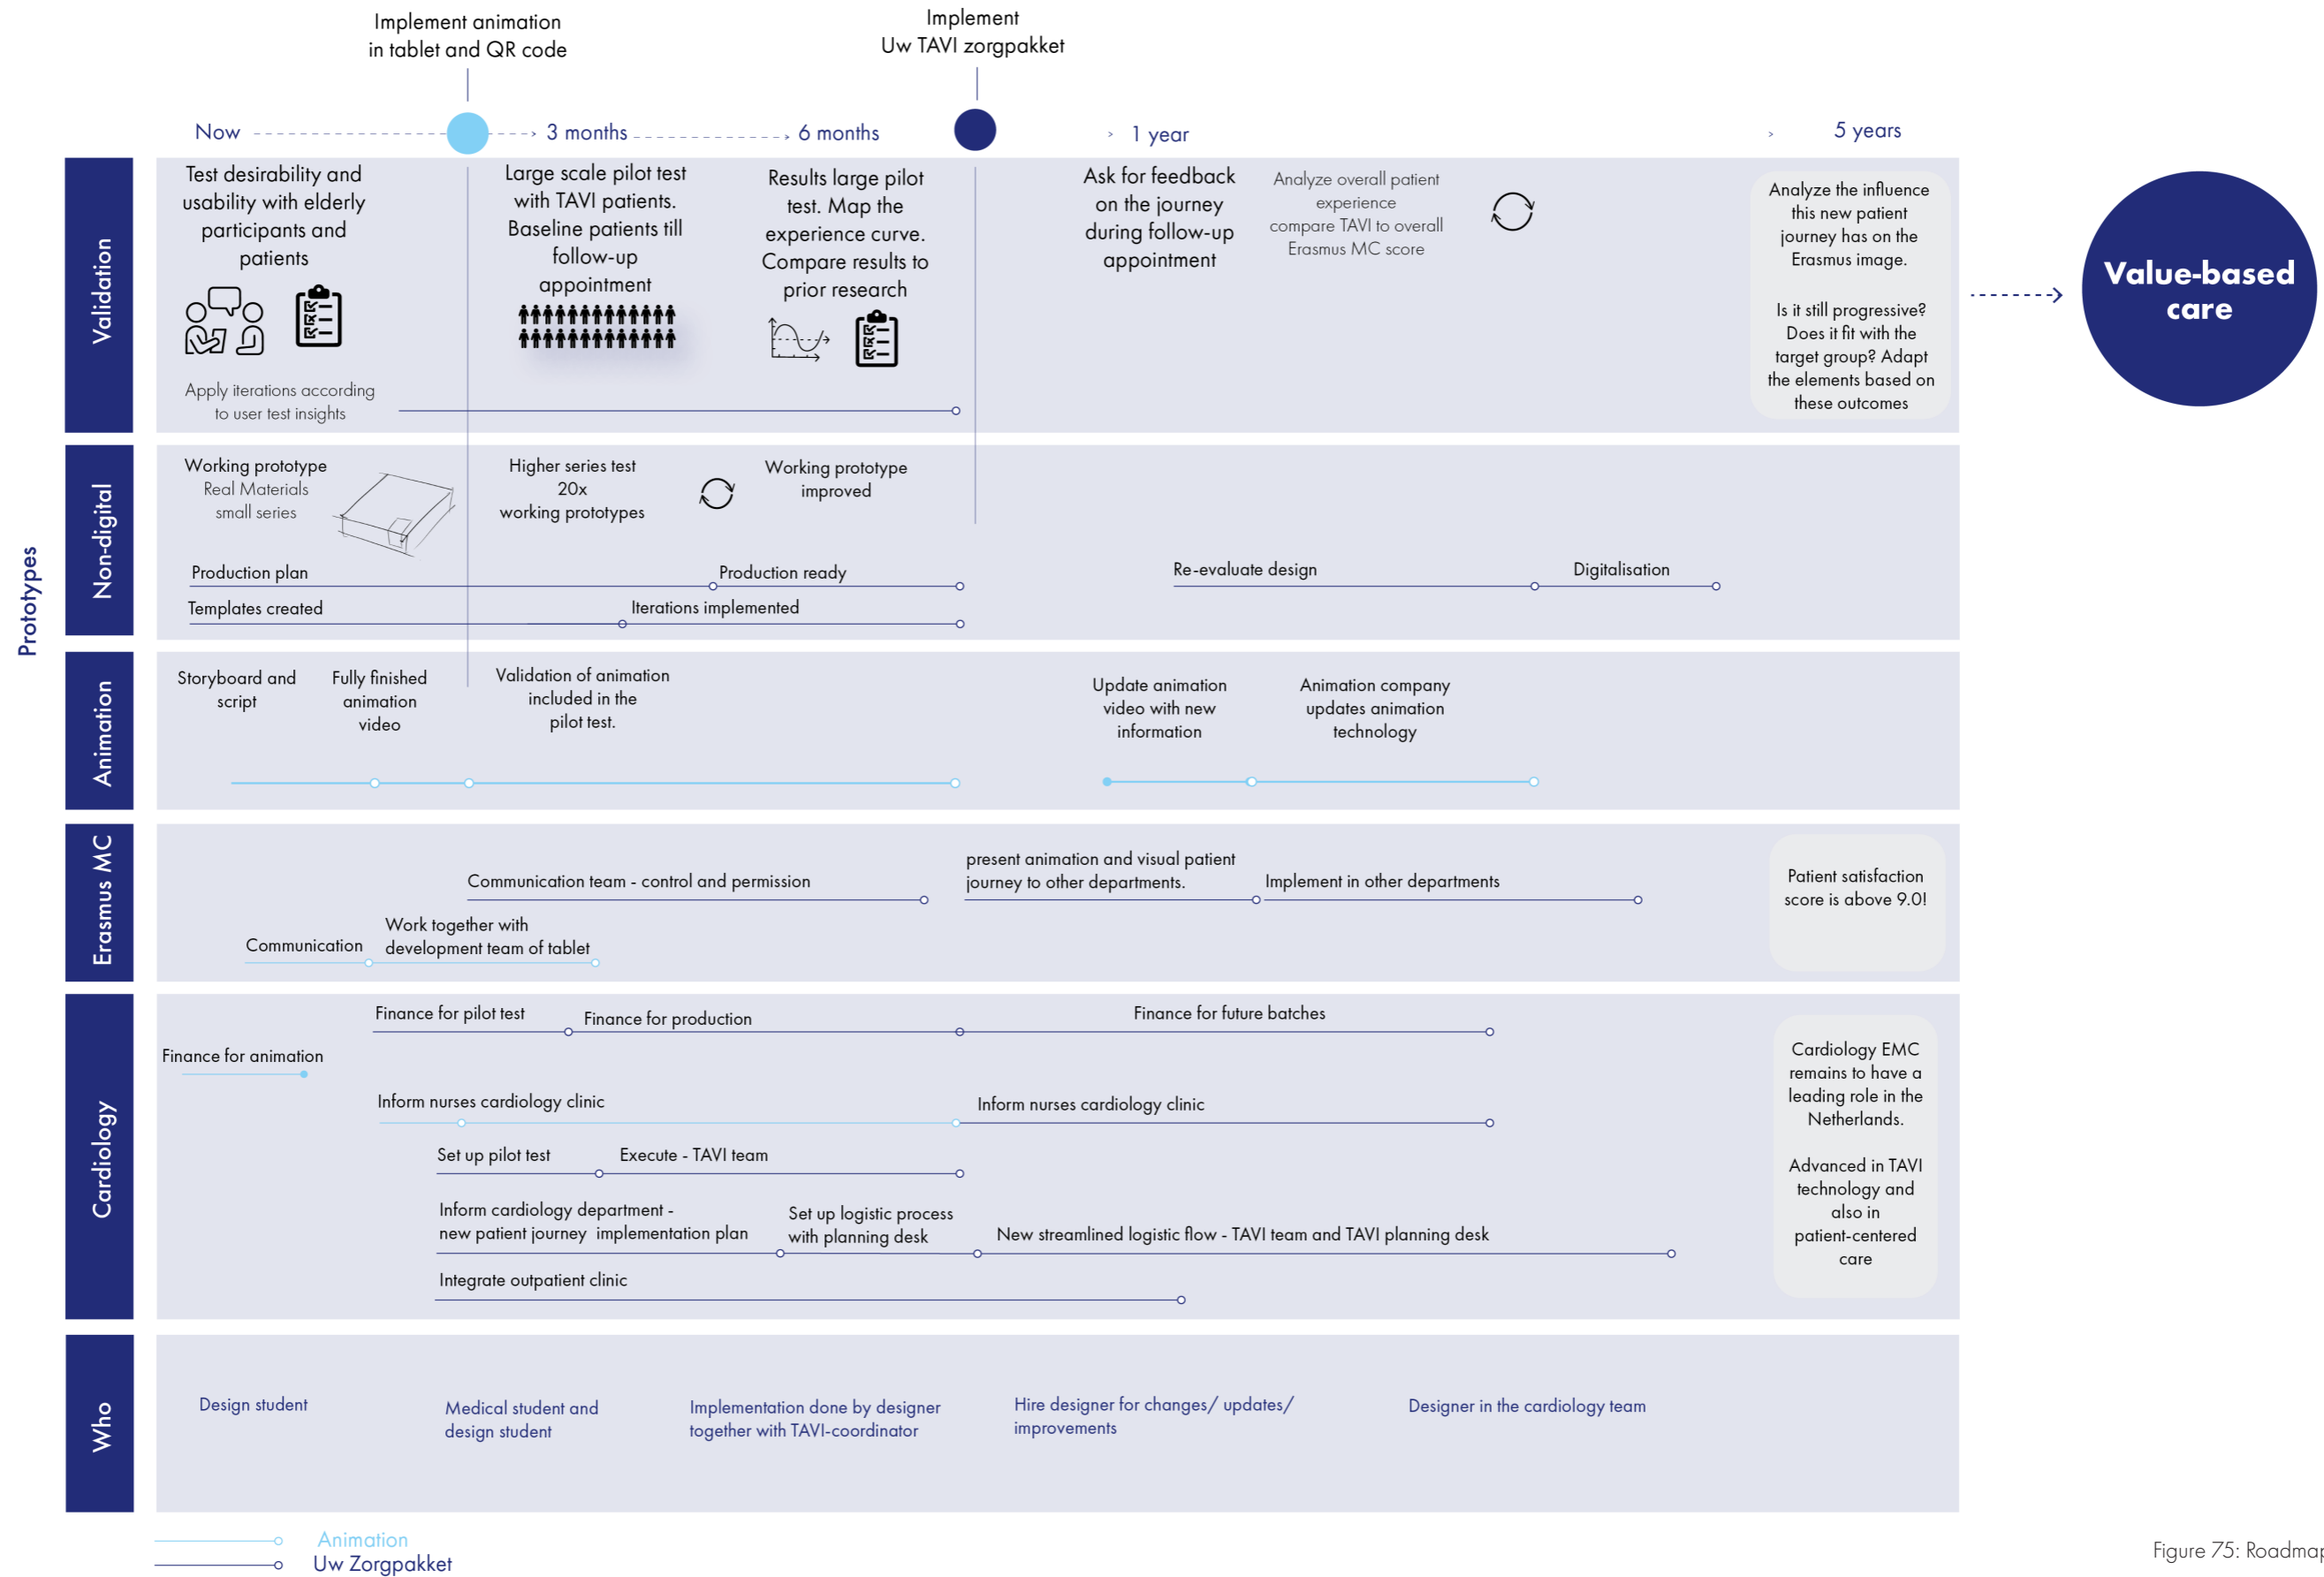 Implement animation
in tablet and QR code
Implement
Uw TAVI zorgpakket
Now
3 months
6 months
1 year
5 years
Prototypes
Validation
Test desirability and
usability with elderly
participants and
patients
Apply iterations according
to user test insights
Large scale pilot test
with TAVI patients.
Baseline patients till
follow-up
appointment
Results large pilot
test. Map the
experience curve.
Compare results to
prior research
Ask for feedback
on the journey
during follow-up
appointment
Analyze overall patient
experience
compare TAVI to overall
Erasmus MC score
Analyze the influence
this new patient
journey has on the
Erasmus image.
Is it still progressive?
Does it fit with the
target group? Adapt
the elements based on
these outcomes
Value-based
care
Non-digital
Working prototype
Real Materials
small series
Higher series test
20x
working prototypes
Working prototype
improved
Production plan
Production ready
Templates created
Iterations implemented
Re-evaluate design
Digitalisation
Animation
Storyboard and
script
Fully finished
animation
video
Validation of animation
included in the
pilot test.
Update animation
video with new
information
Animation company
updates animation
technology
Erasmus MC
Communication team - control and permission
present animation and visual patient
journey to other departments.
Implement in other departments
Communication
Work together with
development team of tablet
Patient satisfaction
score is above 9.0!
Cardiology
Finance for pilot test
Finance for production
Finance for future batches
Finance for animation
Inform nurses cardiology clinic
Inform nurses cardiology clinic
Set up pilot test
Execute - TAVI team
Inform cardiology department -
new patient journey implementation plan
Set up logistic process
with planning desk
New streamlined logistic flow - TAVI team and TAVI planning desk
Integrate outpatient clinic
Cardiology EMC
remains to have a
leading role in the
Netherlands.
Advanced in TAVI
technology and
also in
patient-centered
care
Who
Design student
Medical student and
design student
Implementation done by designer
together with TAVI-coordinator
Hire designer for changes/ updates/
improvements
Designer in the cardiology team
Animation
Uw Zorgpakket
Figure 75: Roadmap